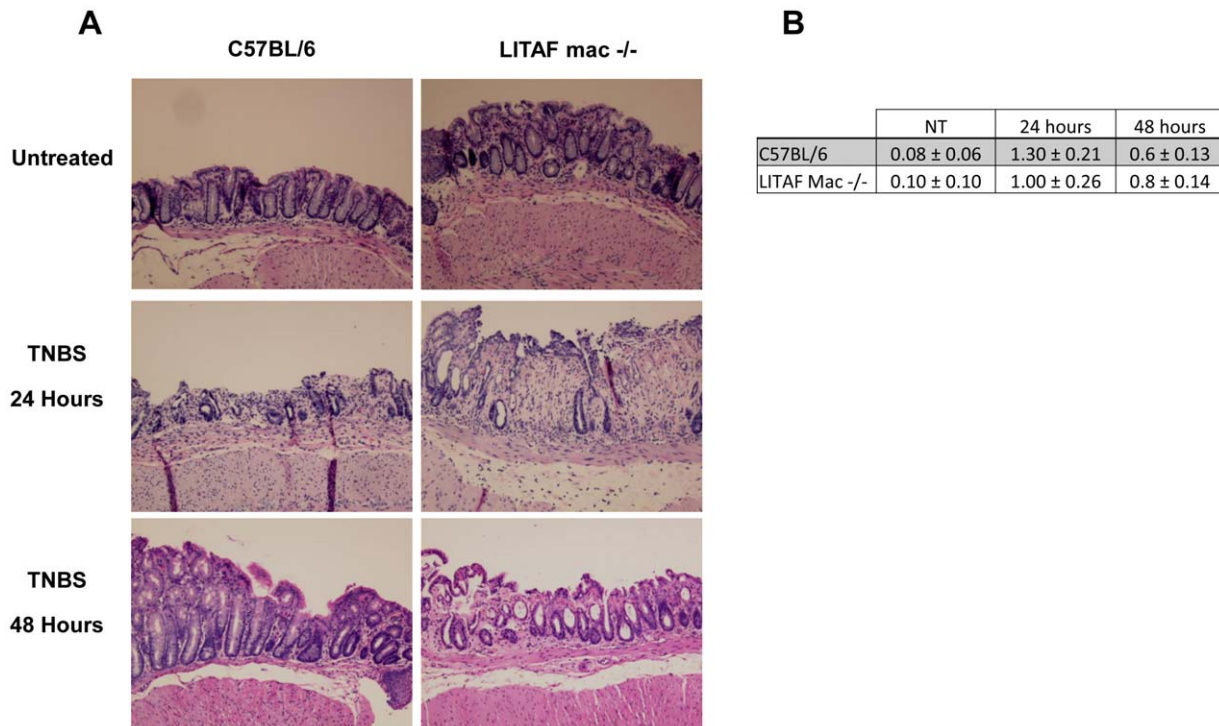 A
B
C57BL/6
LITAF mac -/-
Untreated
TNBS
24 Hours
TNBS
48 Hours
NT 24 hours 48 hours
C57BL/6 0.08 ± 0.06 1.30 ± 0.21 0.6 ± 0.13
LITAF Mac -/- 0.10 ± 0.10 1.00 ± 0.26 0.8 ± 0.14